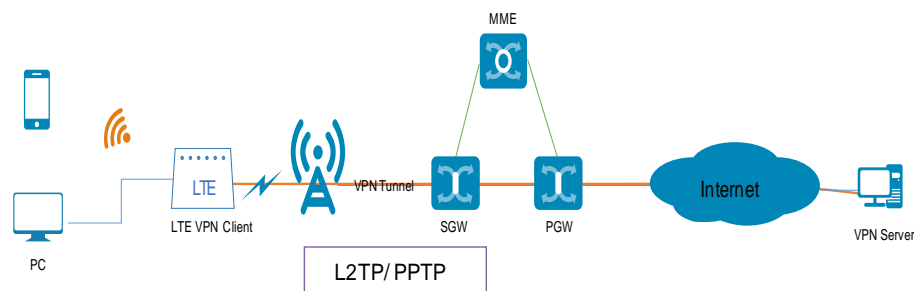 MME
LTE
VPN Tunnel
Internet
LTE VPN Client
SGW
PGW
VPN Server
PC
L2TP/ PPTP